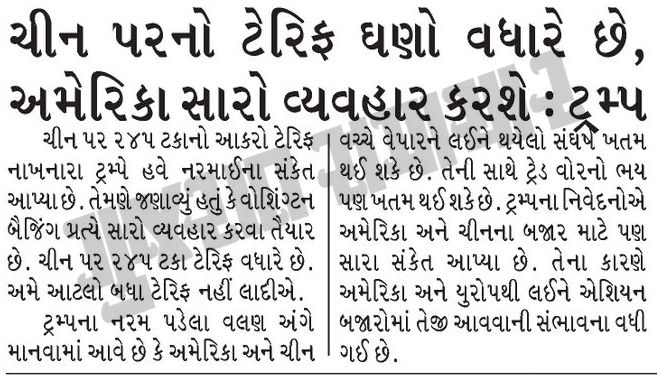 ચીન પરનો ટેરિફ ઘણો વધારે છે,
અમેરિકા સારો વ્યવહાર કરશે : ટ્રમ્પ
ચીન પર ૨૪૫ ટકાનો આકરો ટેરિફ
નાખનારા ટ્રમ્પે હવે નરમાઈના સંકેત
આપ્યા છે. તેમણે જણાવ્યું હતું કે વોશિંગ્ટન
બૈજિંગ પ્રત્યે સારો વ્યવહાર કરવા તૈયાર
છે. ચીન પર ૨૪૫ ટકા ટેરિફ વધારે છે.
અમે આટલો બધા ટેરિફ નહીં લાદીએ.
ટ્રમ્પના નરમ પડેલા વલણ અંગે
માનવામાં આવે છે કે અમેરિકા અને ચીન
વચ્ચે વેપારને લઈને થયેલો સંઘર્ષ ખતમ
થઈ શકે છે. તેની સાથે ટ્રેડ વોરનો ભય
પણ ખતમ થઈ શકે છે. ટ્રમ્પના નિવેદનોએ
અમેરિકા અને ચીનના બજાર માટે પણ
સારા સંકેત આપ્યા છે. તેના કારણે
અમેરિકા અને યુરોપથી લઈને એશિયન
બજારોમાં તેજી આવવાની સંભાવના વધી
ગઈ છે.